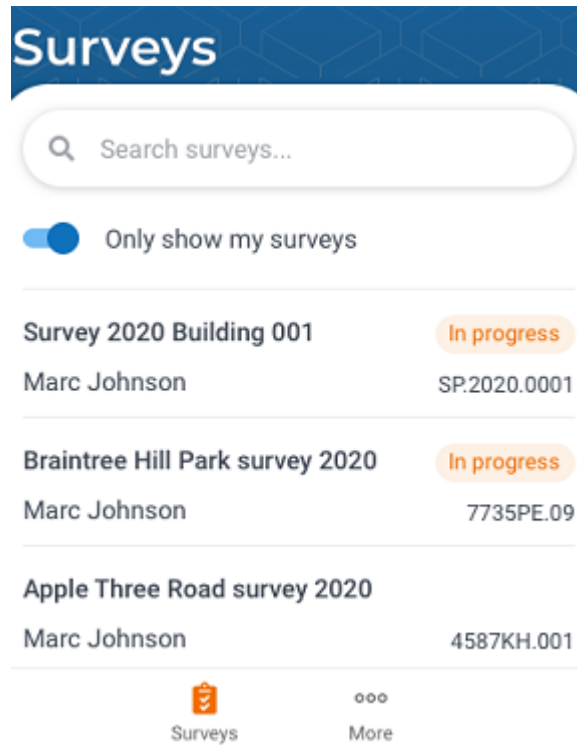 Surveys
Search surveys...
Only show my surveys
Survey 2020 Building 001 In progress
Marc Johnson SP.2020.0001
Braintree Hill Park survey 2020 In progress
Marc Johnson 7735PE.09
Apple Three Road survey 2020
Marc Johnson 4587KH.001
Surveys More